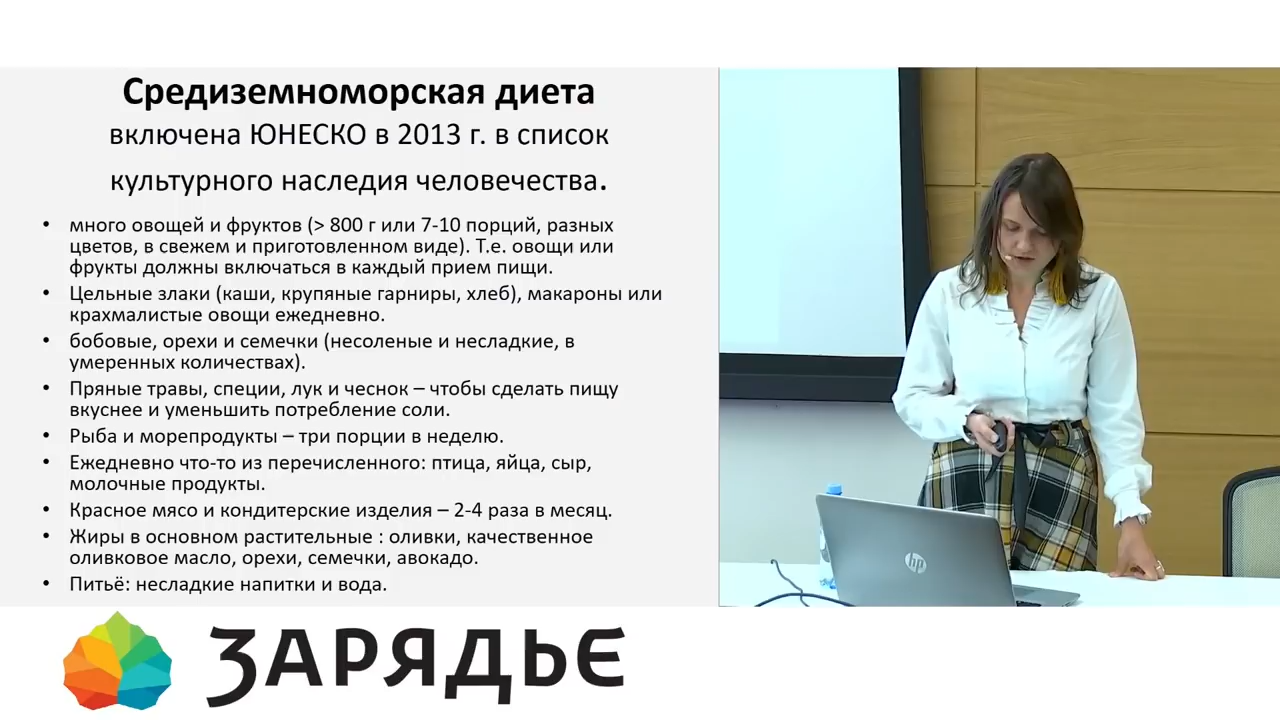 Средиземноморская диета
включена ЮНЕСКО в 2013 г. в список
культурного наследия человечества.
• много овощей и фруктов (> 800 г или 7-10 порций, разных
цветов, в свежем и приготовленном виде). Т.е. овощи или
фрукты должны включаться в каждый прием пищи.
• Цельные злаки (каши, крупяные гарниры, хлеб), макароны или
крахмалистые овощи ежедневно.
• бобовые, орехи и семечки (несоленые и несладкие, в
умеренных количествах).
• Пряные травы, специи, лук и чеснок – чтобы сделать пищу
вкуснее и уменьшить потребление соли.
• Рыба и морепродукты – три порции в неделю.
• Ежедневно что-то из перечисленного: птица, яйца, сыр,
молочные продукты.
• Красное мясо и кондитерские изделия – 2-4 раза в месяц.
• Жиры в основном растительные : оливки, качественное
оливковое масло, орехи, семечки, авокадо.
• Питьё: несладкие напитки и вода.
hp
ЗАРЯДЬЕ